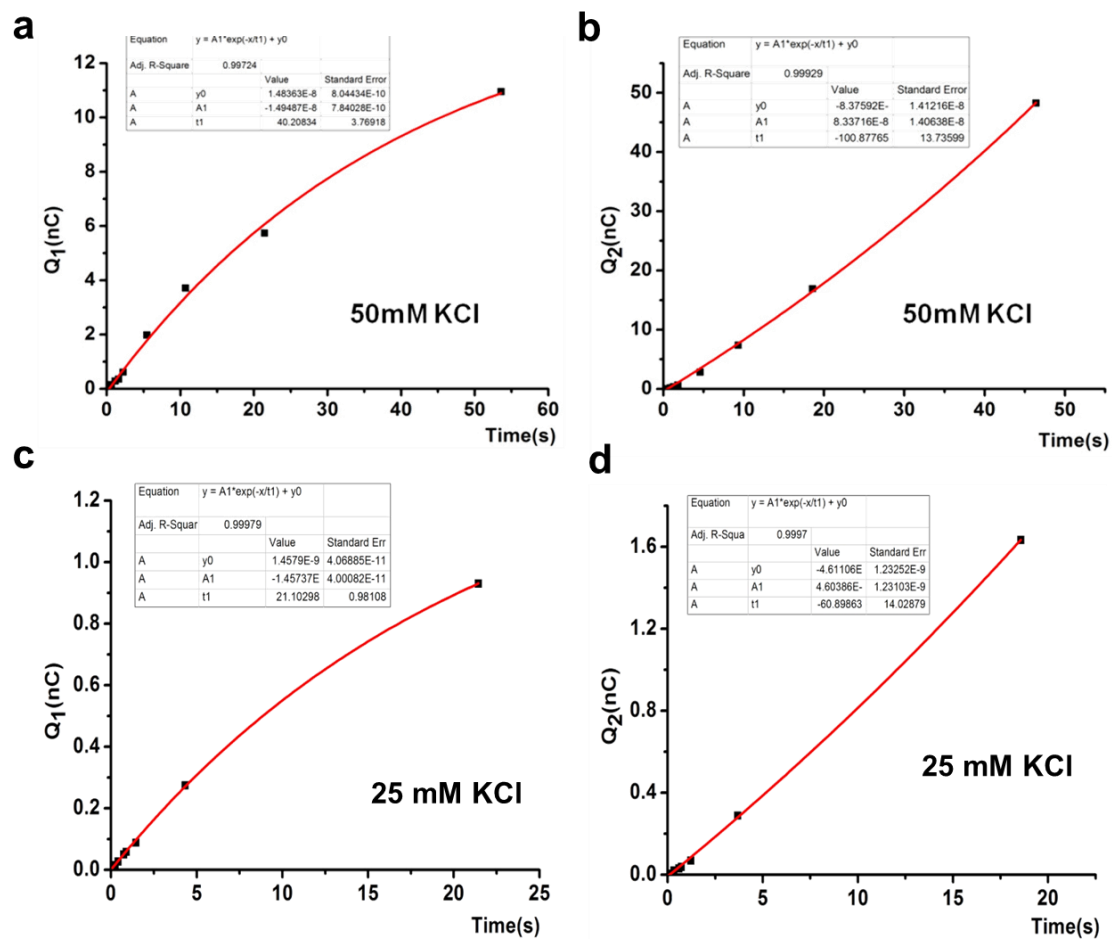 a
Equation y = A1*exp(-x/t1) + y0
Adj. R-Square 0.99724
Value Standard Error
A y0 1.48363E-8 8.04434E-10
A A1 -1.49487E-8 7.84028E-10
A t1 40.20834 3.76918
12
10
8
6
4
2
0
Q1(nC)
50mM KCl
0 10 20 30 40 50 60
Time(s)
b
Equation y = A1*exp(-x/t1) + y0
Adj. R-Square 0.99929
Value Standard Error
A y0 -8.37592E- 1.41216E-8
A A1 8.33716E-8 1.40638E-8
A t1 -100.87765 13.73599
50
40
30
20
10
0
Q2(nC)
50mM KCl
0 10 20 30 40 50
Time(s)
c
Equation y = A1*exp(-x/t1) + y0
Adj. R-Squar 0.99979
Value Standard Err
A y0 1.4579E-9 4.06885E-11
A A1 -1.45737E 4.00082E-11
A t1 21.10298 0.98108
1.2
1.0
0.8
0.6
0.4
0.2
0.0
Q1(nC)
25 mM KCl
0 5 10 15 20 25
Time(s)
d
Equation y = A1*exp(-x/t1) + y0
Adj. R-Squa 0.9997
Value Standard Err
A y0 -4.61106E 1.23252E-9
A A1 4.60386E- 1.23103E-9
A t1 -60.89863 14.02879
1.6
1.2
0.8
0.4
0.0
Q2(nC)
25 mM KCl
0 5 10 15 20
Time(s)